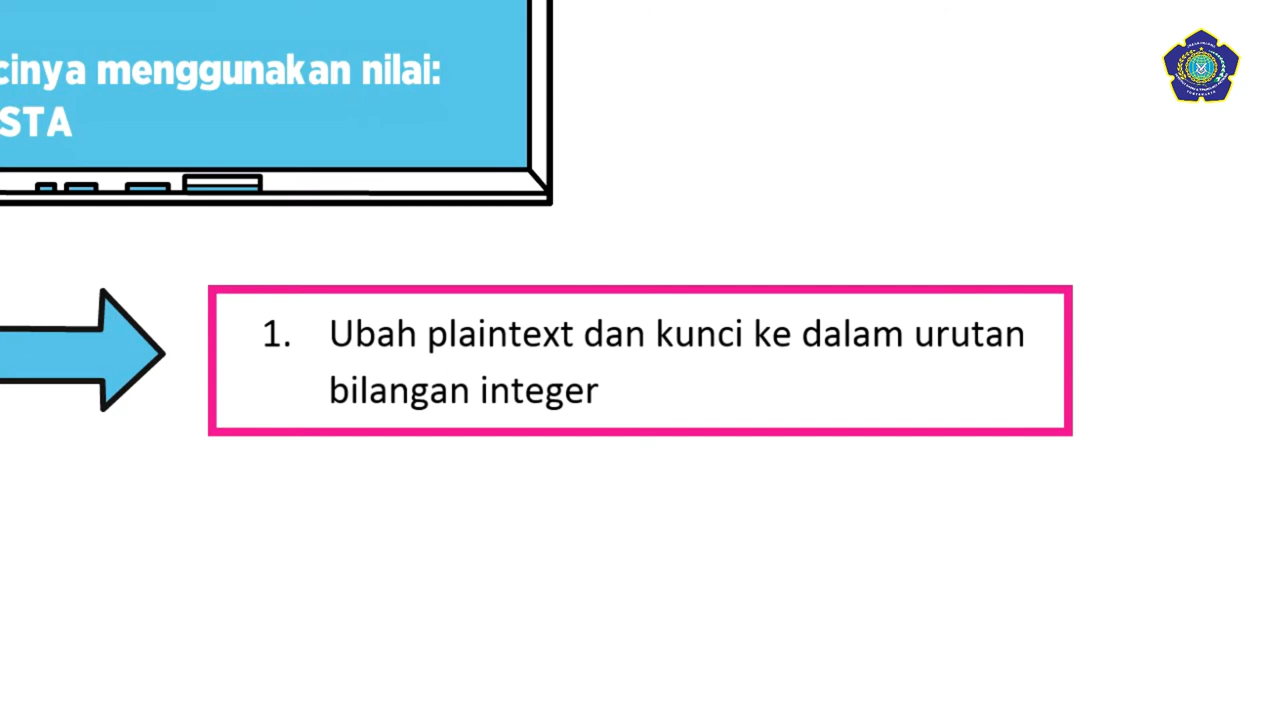 cinya menggunakan nilai:
STA
1. Ubah plaintext dan kunci ke dalam urutan
bilangan integer